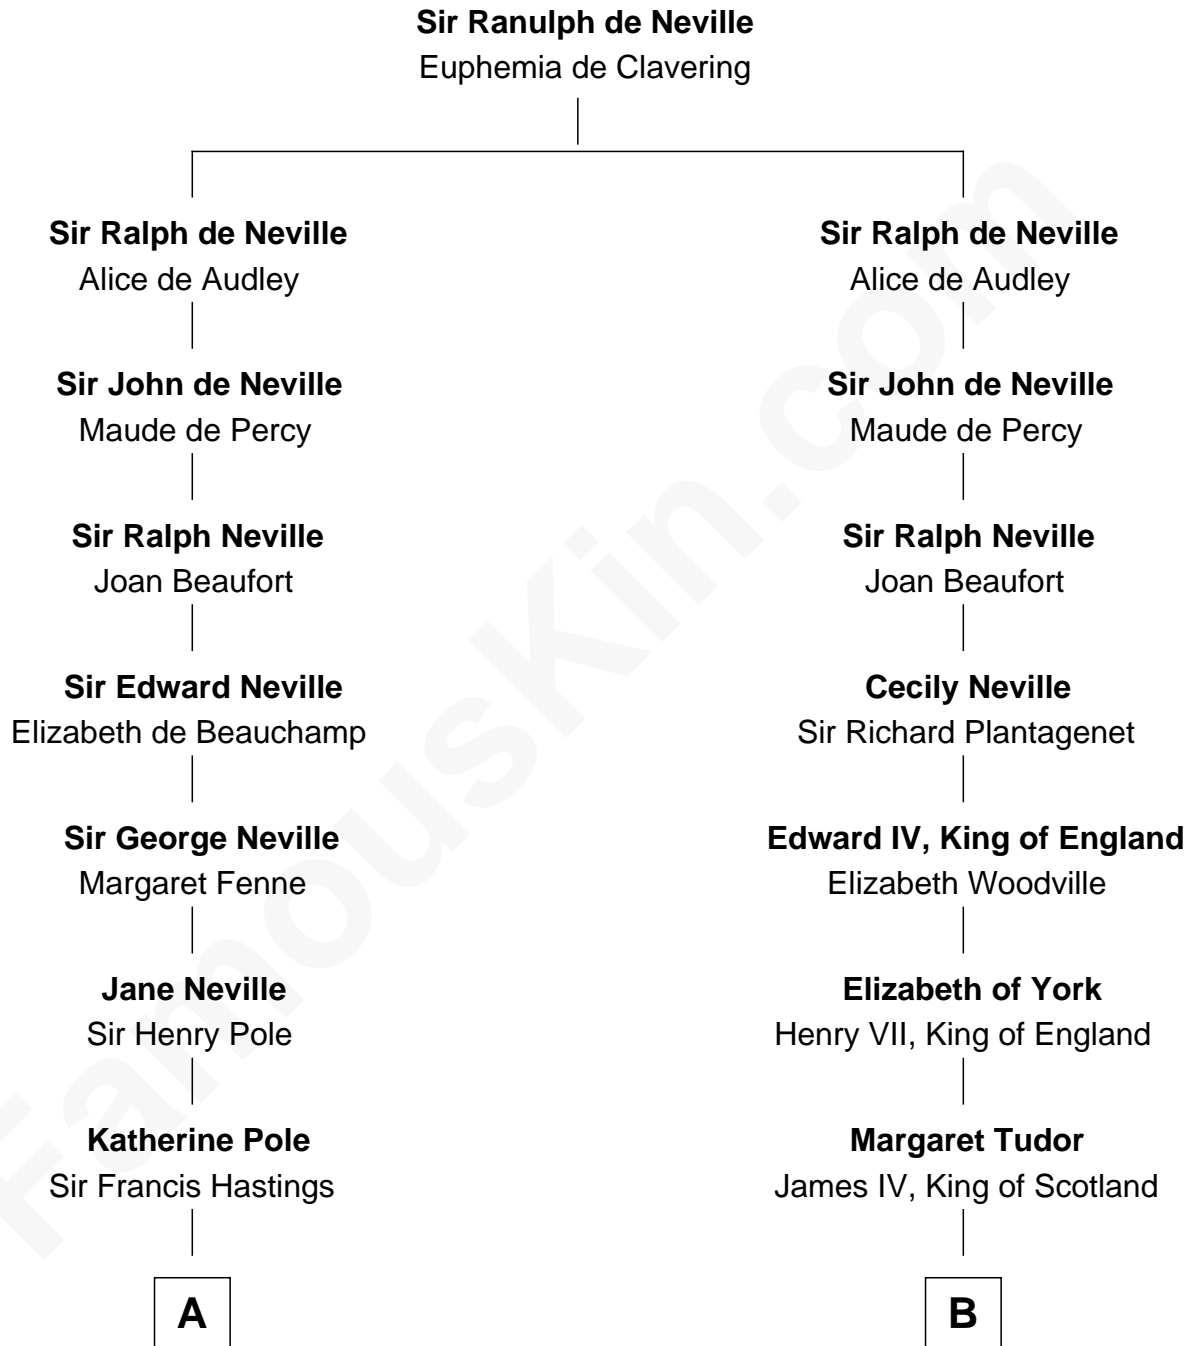 Sir Ranulph de Neville
Euphemia de Clavering
Sir Ralph de Neville
Alice de Audley
Sir John de Neville
Maude de Percy
Sir Ralph Neville
Joan Beaufort
Sir Edward Neville
Elizabeth de Beauchamp
Sir George Neville
Margaret Fenne
Jane Neville
Sir Henry Pole
Katherine Pole
Sir Francis Hastings
A
Sir Ralph de Neville
Alice de Audley
Sir John de Neville
Maude de Percy
Sir Ralph Neville
Joan Beaufort
Cecily Neville
Sir Richard Plantagenet
Edward IV, King of England
Elizabeth Woodville
Elizabeth of York
Henry VII, King of England
Margaret Tudor
James IV, King of Scotland
B
FamousKin.com